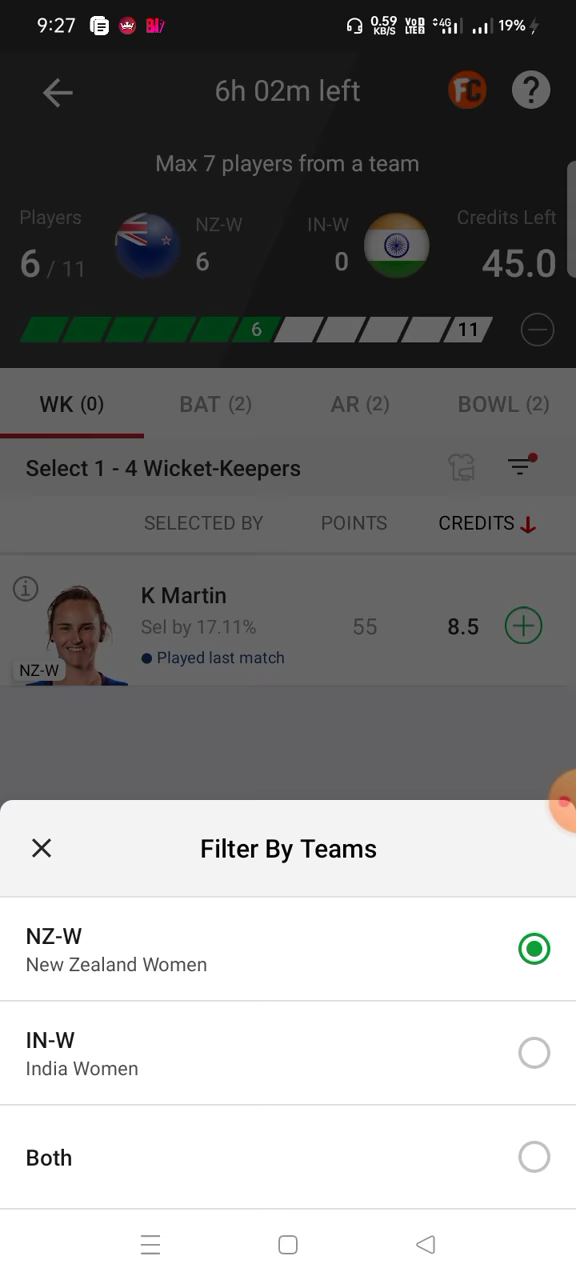 9:27 0.59 KB/S VoD LTE2 4G 19%
6h 02m left FC ?
Max 7 players from a team
Players NZ-W IN-W Credits Left
6 / 11 6 0 45.0
6 11
WK (0) BAT (2) AR (2) BOWL (2)
Select 1 - 4 Wicket-Keepers
SELECTED BY POINTS CREDITS
K Martin
Sel by 17.11% 55 8.5
Played last match
NZ-W
Filter By Teams
NZ-W
New Zealand Women
IN-W
India Women
Both